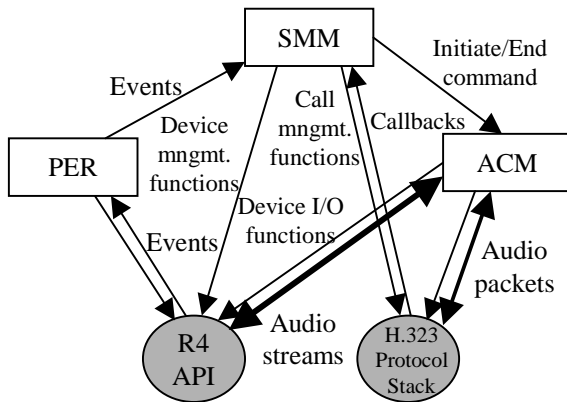 SMM
Initiate/End
command
Events
Device
mngmt.
functions
Call
mngmt.
functions
Callbacks
PER
ACM
Device I/O
functions
Events
Audio
packets
Audio
streams
R4
API
H.323
Protocol
Stack